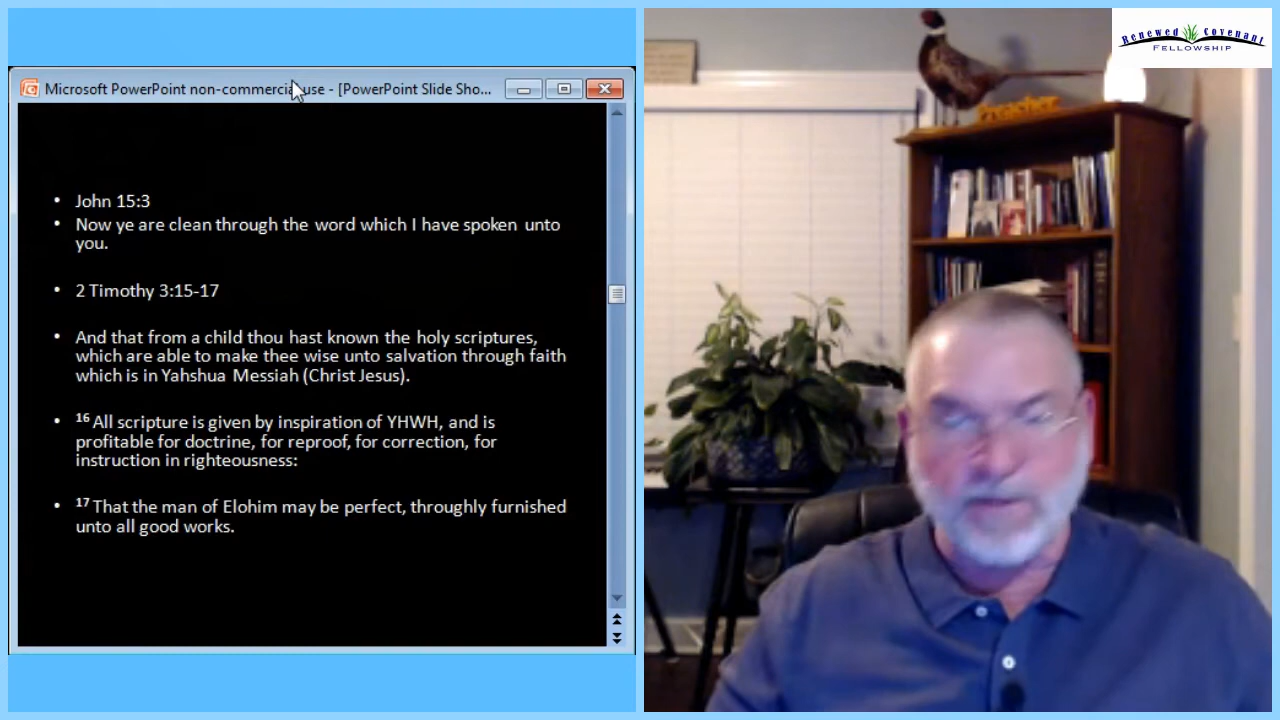 Microsoft PowerPoint non-commercial use - [PowerPoint Slide Sho...
• John 15:3
• Now ye are clean through the word which I have spoken unto
you.
• 2 Timothy 3:15-17
• And that from a child thou hast known the holy scriptures,
which are able to make thee wise unto salvation through faith
which is in Yahshua Messiah (Christ Jesus).
• 16 All scripture is given by inspiration of YHWH, and is
profitable for doctrine, for reproof, for correction, for
instruction in righteousness:
• 17 That the man of Elohim may be perfect, throughly furnished
unto all good works.
Renewed Covenant
FELLOWSHIP
Preacher